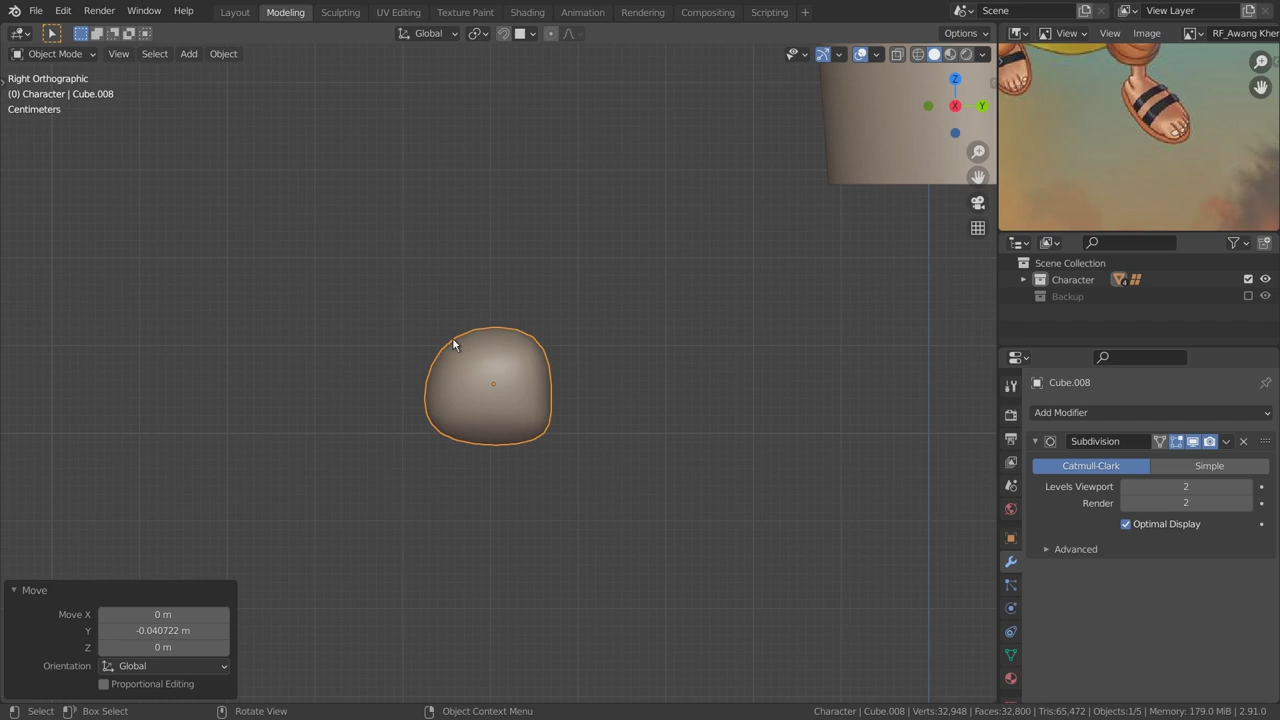 File Edit Render Window Help Layout Modeling Sculpting UV Editing Texture Paint Shading Animation Rendering Compositing Scripting + Scene View Layer
Global Options View Image RF_Awang Kher
Object Mode View Select Add Object
Right Orthographic
(0) Character | Cube.008
Centimeters
Z
X
Y
Scene Collection
Character 4
Backup
Cube.008
Add Modifier
Subdivision
Catmull-Clark Simple
Levels Viewport 2
Render 2
Optimal Display
Advanced
Move
Move X 0 m
Y -0.040722 m
Z 0 m
Orientation Global
Proportional Editing
Select Box Select Rotate View Object Context Menu Character | Cube.008 | Verts:32,948 | Faces:32,800 | Tris:65,472 | Objects:1/5 | Memory: 179.0 MiB | 2.91.0